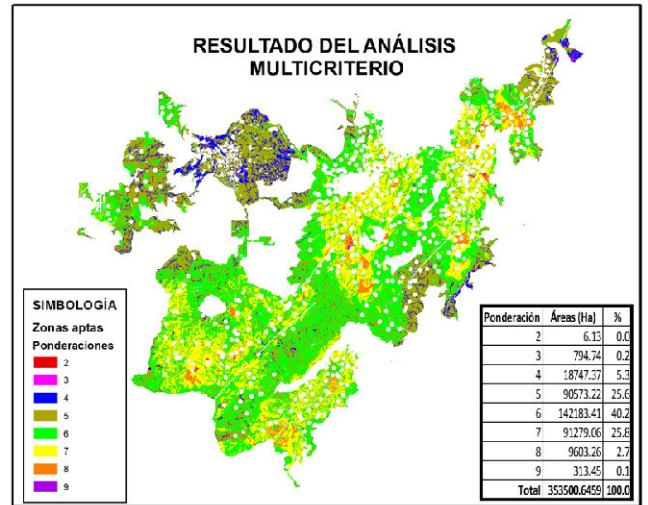 RESULTADO DEL ANÁLISIS
MULTICRITERIO
SIMBOLOGÍA
Zonas aptas
Ponderaciones
2
3
4
5
6
7
8
9
Ponderación Áreas (Ha) %
2 6.13 0.0
3 794.74 0.2
4 18747.37 5.3
5 90573.22 25.6
6 142183.41 40.2
7 91279.06 25.8
8 9603.26 2.7
9 313.45 0.1
Total 353500.6459 100.0